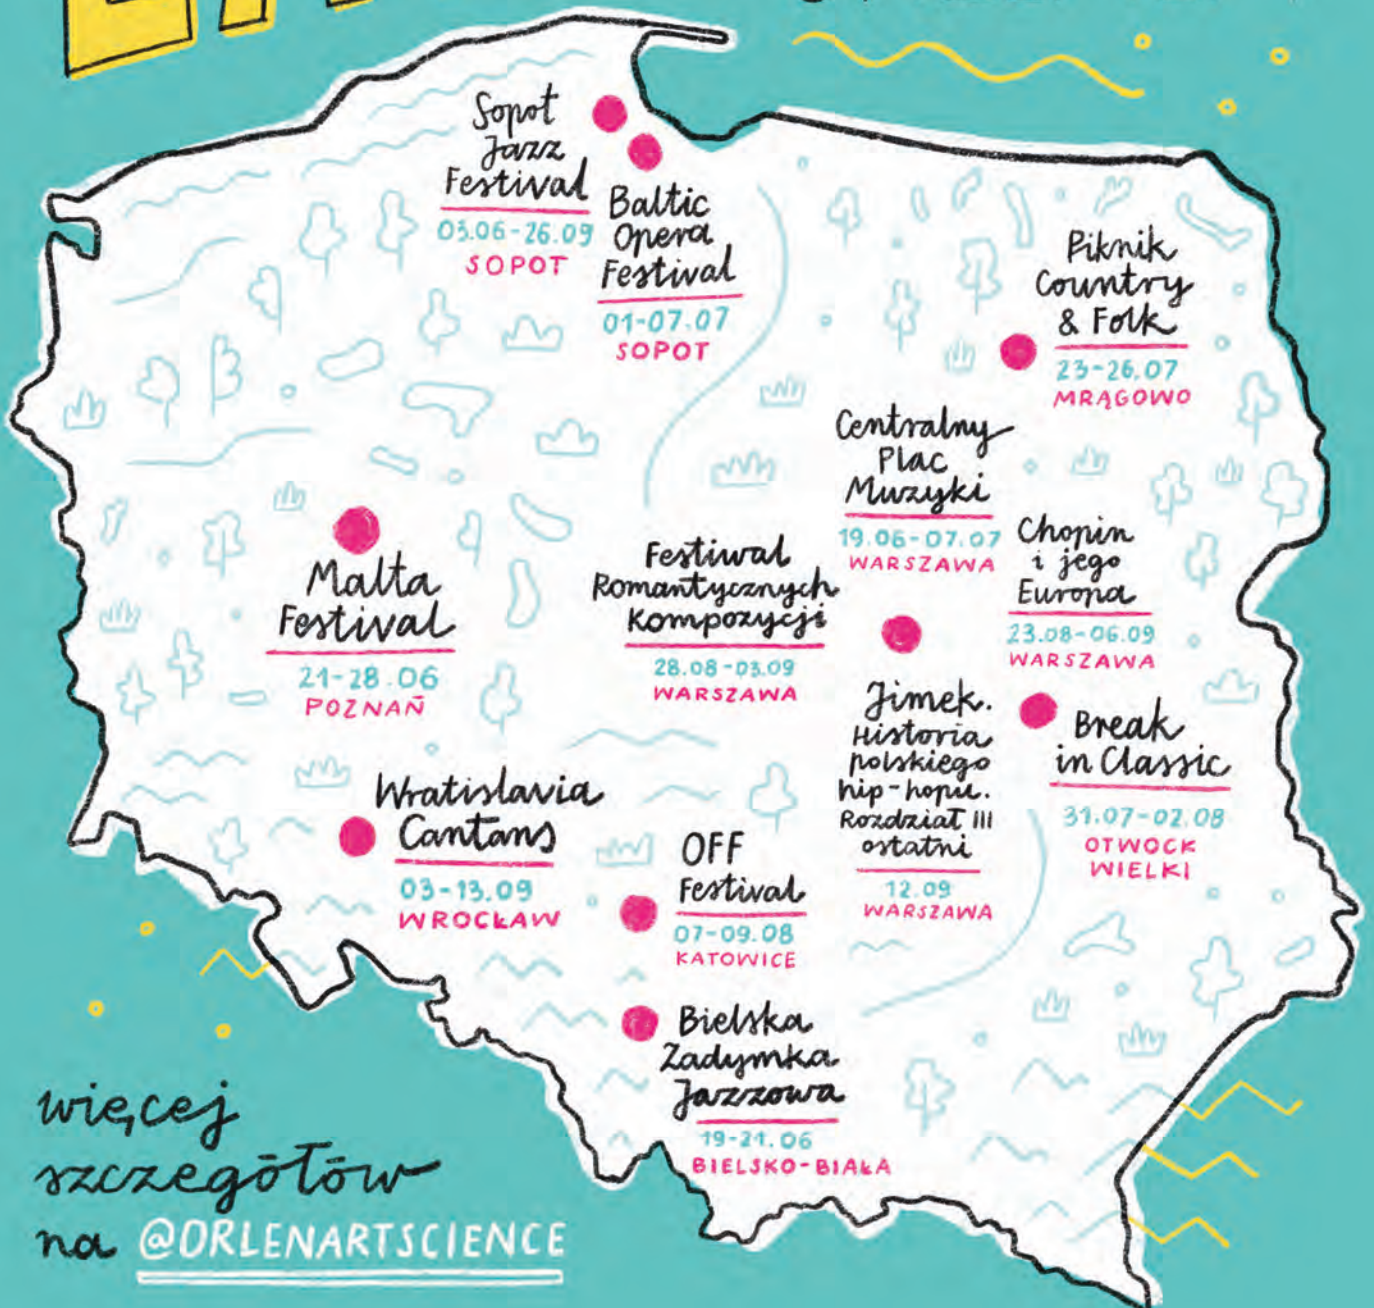 Sopot
Jazz
Festival
03.06-26.09
SOPOT
Baltic
Opera
Festival
01-07.07
SOPOT
Piknik
Country
& Folk
23-26.07
MRĄGOWO
Centralny
Plac
Muzyki
19.06-07.07
WARSZAWA
Chopin
i jego
Europa
23.08-06.09
WARSZAWA
Malta
Festival
21-28.06
POZNAŃ
Festiwal
Romantycznych
Kompozycji
28.08-03.09
WARSZAWA
Jimek.
Historia
polskiego
hip-hopu.
Rozdział III
ostatni
12.09
WARSZAWA
Break
in Classic
31.07-02.08
OTWOCK
WIELKI
Wratislavia
Cantans
03-13.09
WROCŁAW
OFF
Festival
07-09.08
KATOWICE
Bielska
Zadymka
Jazzowa
19-21.06
BIELSKO-BIAŁA
więcej
szczegółów
na @ORLENARTSCIENCE